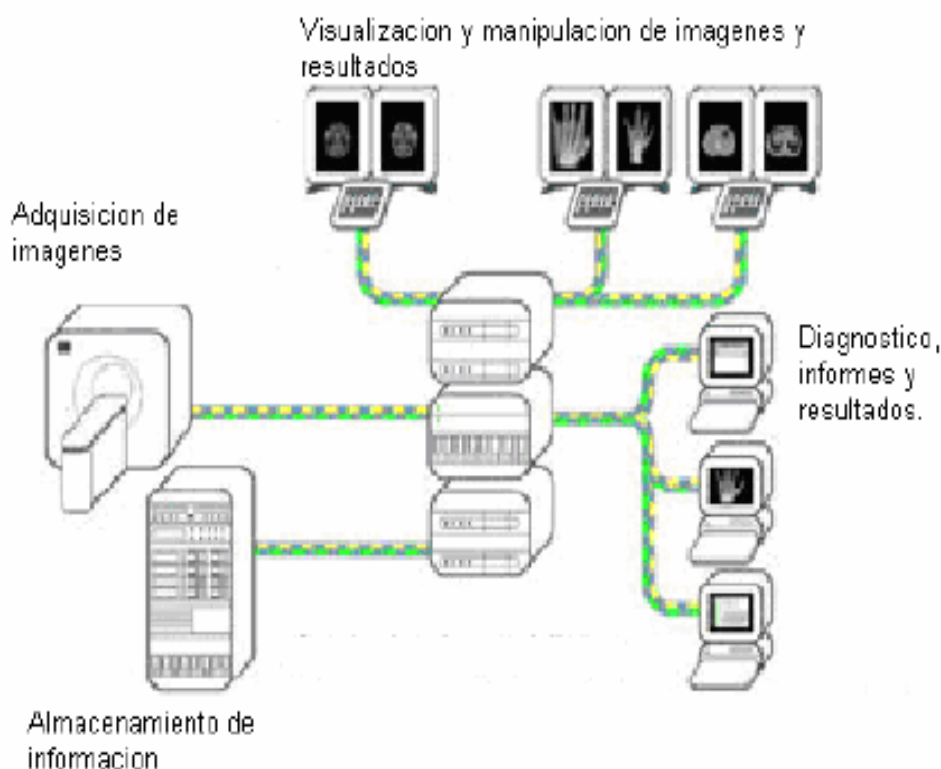 Visualizacion y manipulacion de imagenes y
resultados
Adquisicion de
imagenes
Diagnostico,
informes y
resultados.
Almacenamiento de
informacion